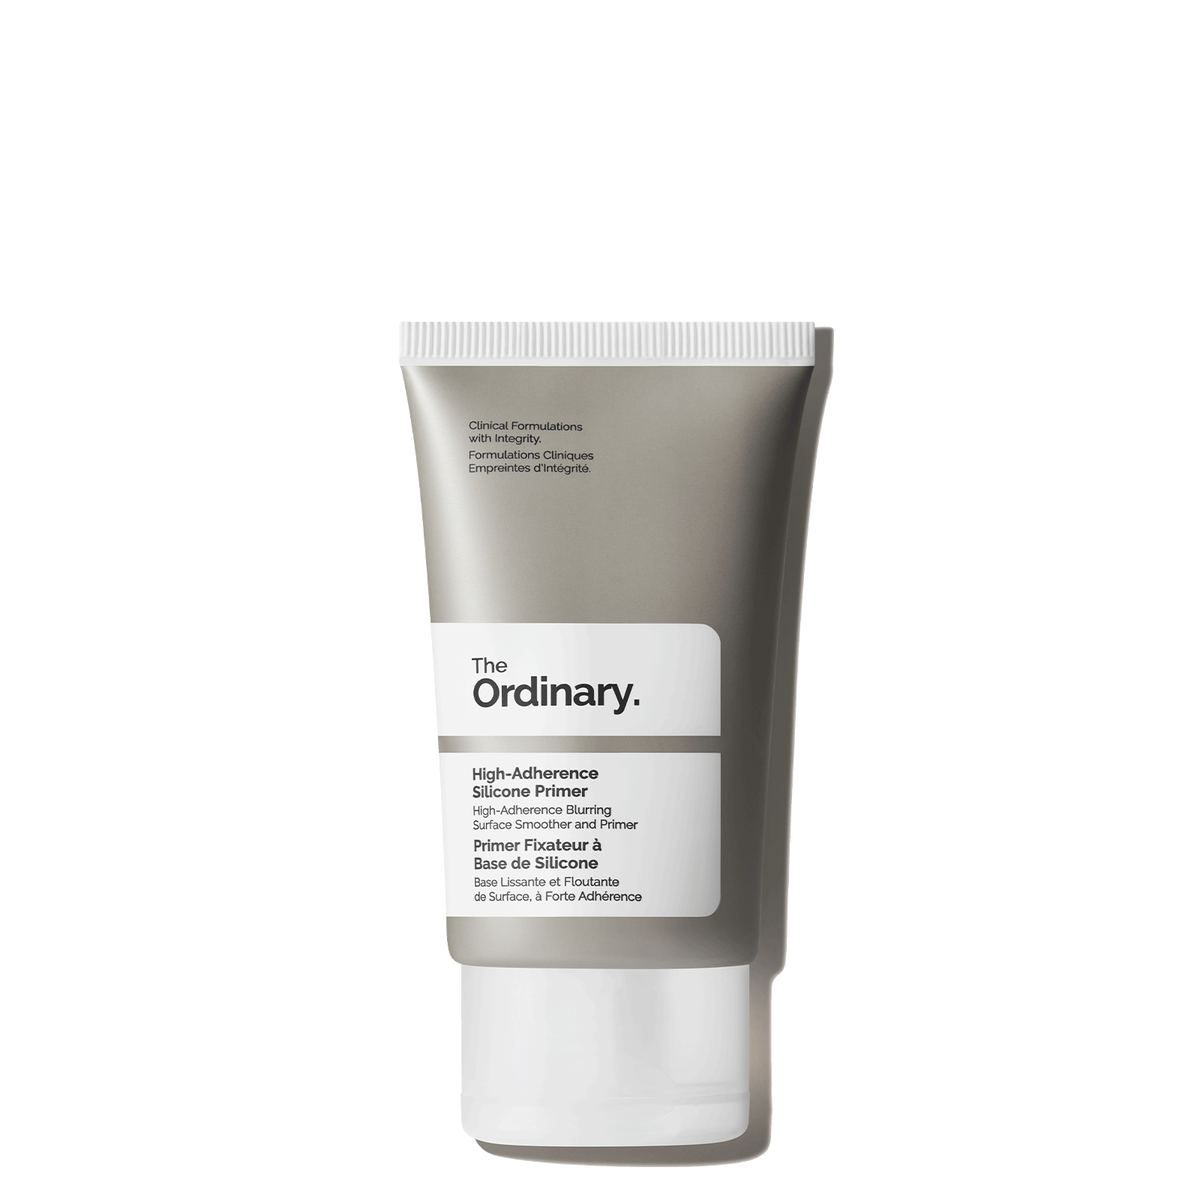 Clinical Formulations
with Integrity.
Formulations Cliniques
Empreintes d'Intégrité.
The
Ordinary.
High-Adherence
Silicone Primer
High-Adherence Blurring
Surface Smoother and Primer
Primer Fixateur à
Base de Silicone
Base Lissante et Floutante
de Surface, à Forte Adhérence